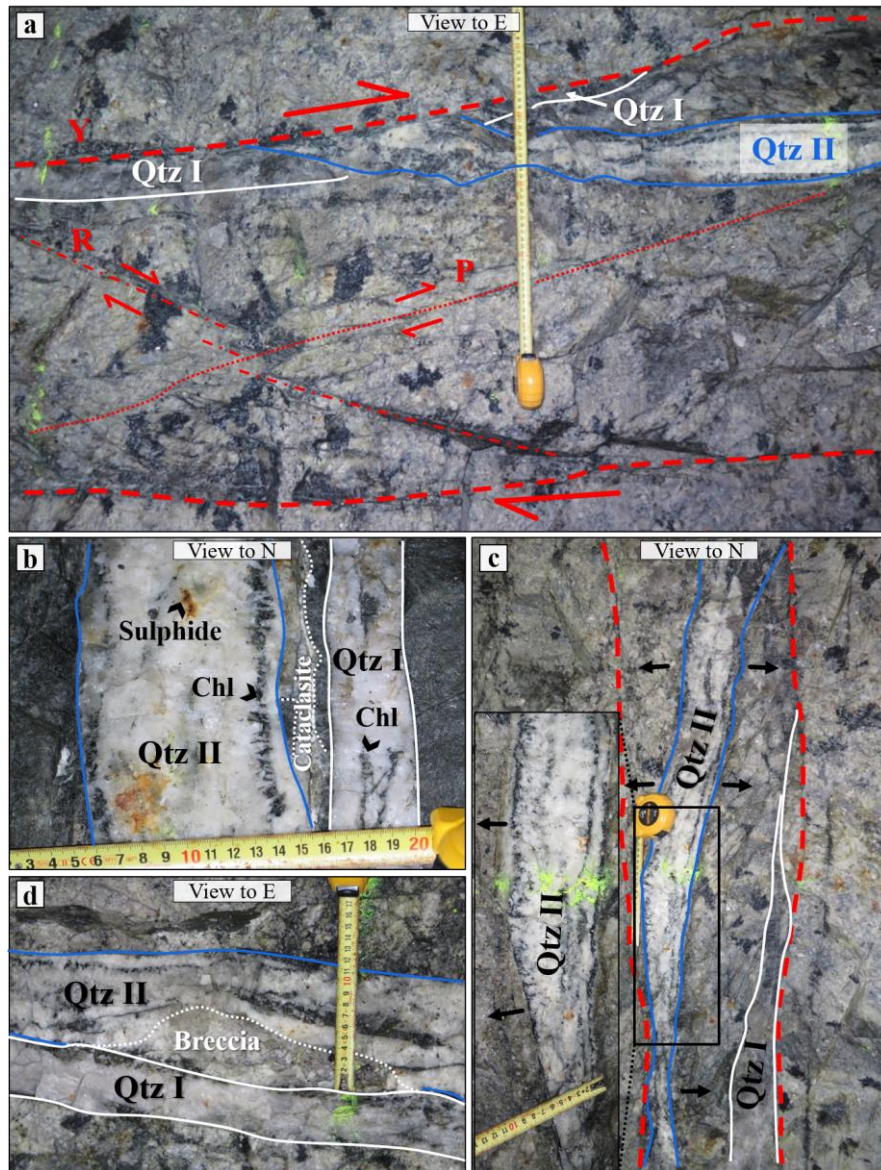 a
View to E
Y
Qtz I
Qtz I
Qtz II
R
P
b
View to N
Sulphide
Chl
Qtz II
Cataclasite
Qtz I
Chl
3 4 5 6 7 8 9 10 11 12 13 14 15 16 17 18 19 20
c
View to N
Qtz II
Qtz II
Qtz I
d
View to E
Qtz II
Breccia
Qtz I